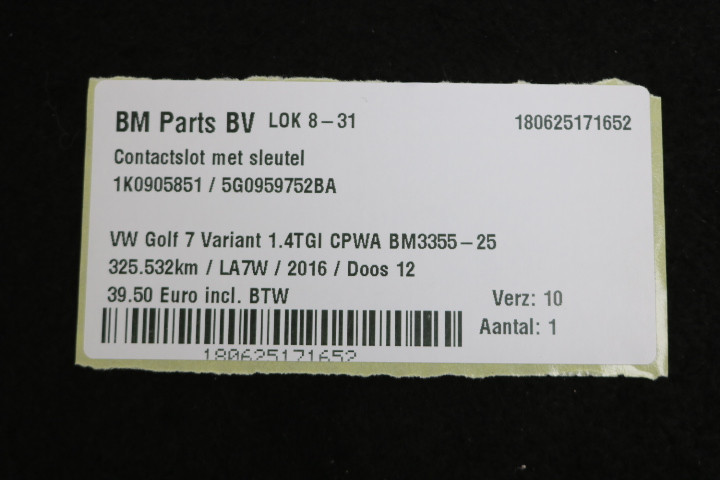 BM Parts BV LOK 8-31 180625171652
Contactslot met sleutel
1K0905851 / 5G0959752BA
VW Golf 7 Variant 1.4TGI CPWA BM3355-25
325.532km / LA7W / 2016 / Doos 12
39.50 Euro incl. BTW Verz: 10
Aantal: 1
180625171652